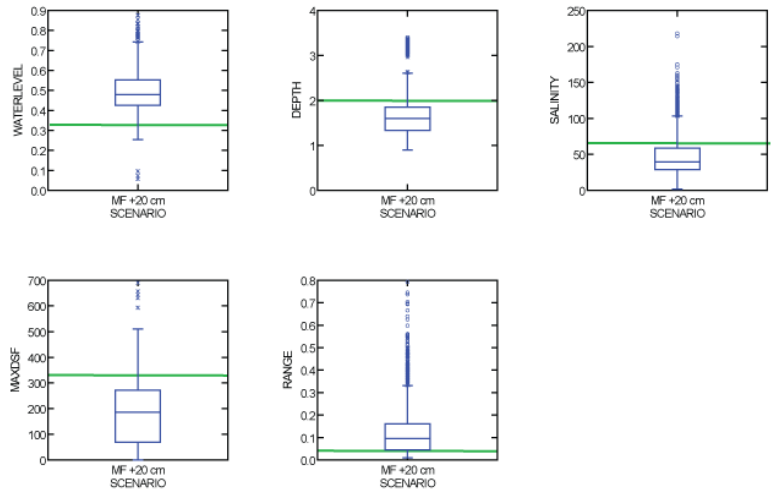 WATERLEVEL
0.9
0.8
0.7
0.6
0.5
0.4
0.3
0.2
0.1
0.0
MF +20 cm
SCENARIO
DEPTH
4
3
2
1
0
MF +20 cm
SCENARIO
SALINITY
250
200
150
100
50
0
MF +20 cm
SCENARIO
MAXDSF
700
600
500
400
300
200
100
0
MF +20 cm
SCENARIO
RANGE
0.8
0.7
0.6
0.5
0.4
0.3
0.2
0.1
0.0
MF +20 cm
SCENARIO